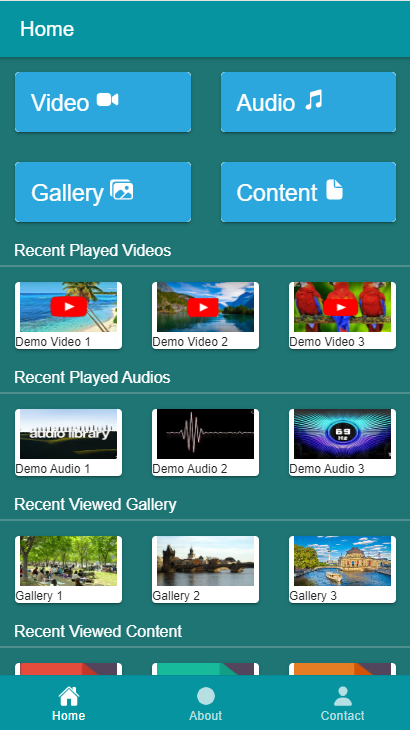 Home
Video
Audio
Gallery
Content
Recent Played Videos
Demo Video 1
Demo Video 2
Demo Video 3
Recent Played Audios
audio library
69
Hz
Demo Audio 1
Demo Audio 2
Demo Audio 3
Recent Viewed Gallery
Gallery 1
Gallery 2
Gallery 3
Recent Viewed Content
Home
About
Contact